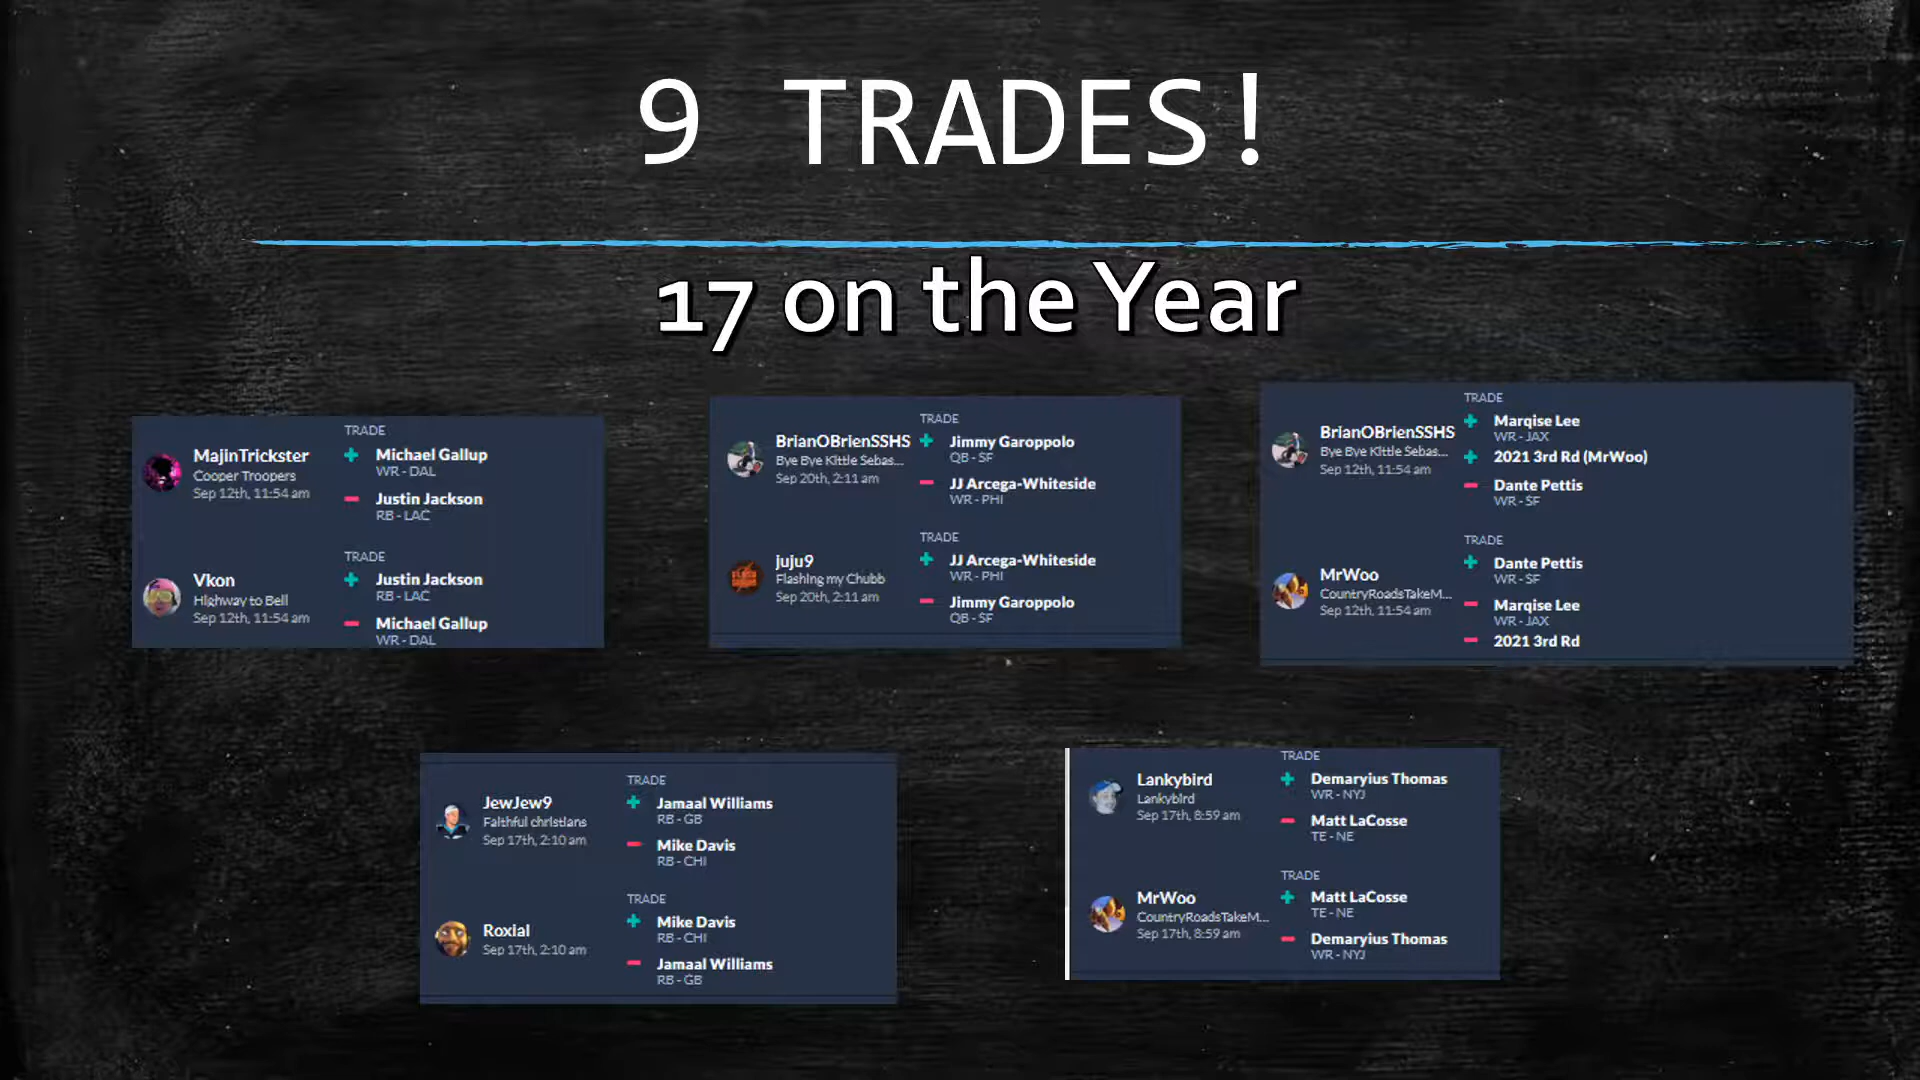 9 TRADES!
17 on the Year
TRADE
MajinTrickster
Cooper Troopers
Sep 12th, 11:54 am
Michael Gallup
WR - DAL
Justin Jackson
RB - LAC
TRADE
Vkon
Highway to Bell
Sep 12th, 11:54 am
Justin Jackson
RB - LAC
Michael Gallup
WR - DAL
TRADE
BrianOBrienSSHS
Bye Bye Kittle Sebas...
Sep 20th, 2:11 am
Jimmy Garoppolo
QB - SF
JJ Arcega-Whiteside
WR - PHI
TRADE
juju9
Flashing my Chubb
Sep 20th, 2:11 am
JJ Arcega-Whiteside
WR - PHI
Jimmy Garoppolo
QB - SF
TRADE
BrianOBrienSSHS
Bye Bye Kittle Sebas...
Sep 12th, 11:54 am
Marqise Lee
WR - JAX
2021 3rd Rd (MrWoo)
Dante Pettis
WR - SF
TRADE
MrWoo
CountryRoadsTakeM...
Sep 12th, 11:54 am
Dante Pettis
WR - SF
Marqise Lee
WR - JAX
2021 3rd Rd
TRADE
JewJew9
Faithful christians
Sep 17th, 2:10 am
Jamaal Williams
RB - GB
Mike Davis
RB - CHI
TRADE
Roxial
Sep 17th, 2:10 am
Mike Davis
RB - CHI
Jamaal Williams
RB - GB
TRADE
Lankybird
Lankybird
Sep 17th, 8:59 am
Demaryius Thomas
WR - NYJ
Matt LaCosse
TE - NE
TRADE
MrWoo
CountryRoadsTakeM...
Sep 17th, 8:59 am
Matt LaCosse
TE - NE
Demaryius Thomas
WR - NYJ